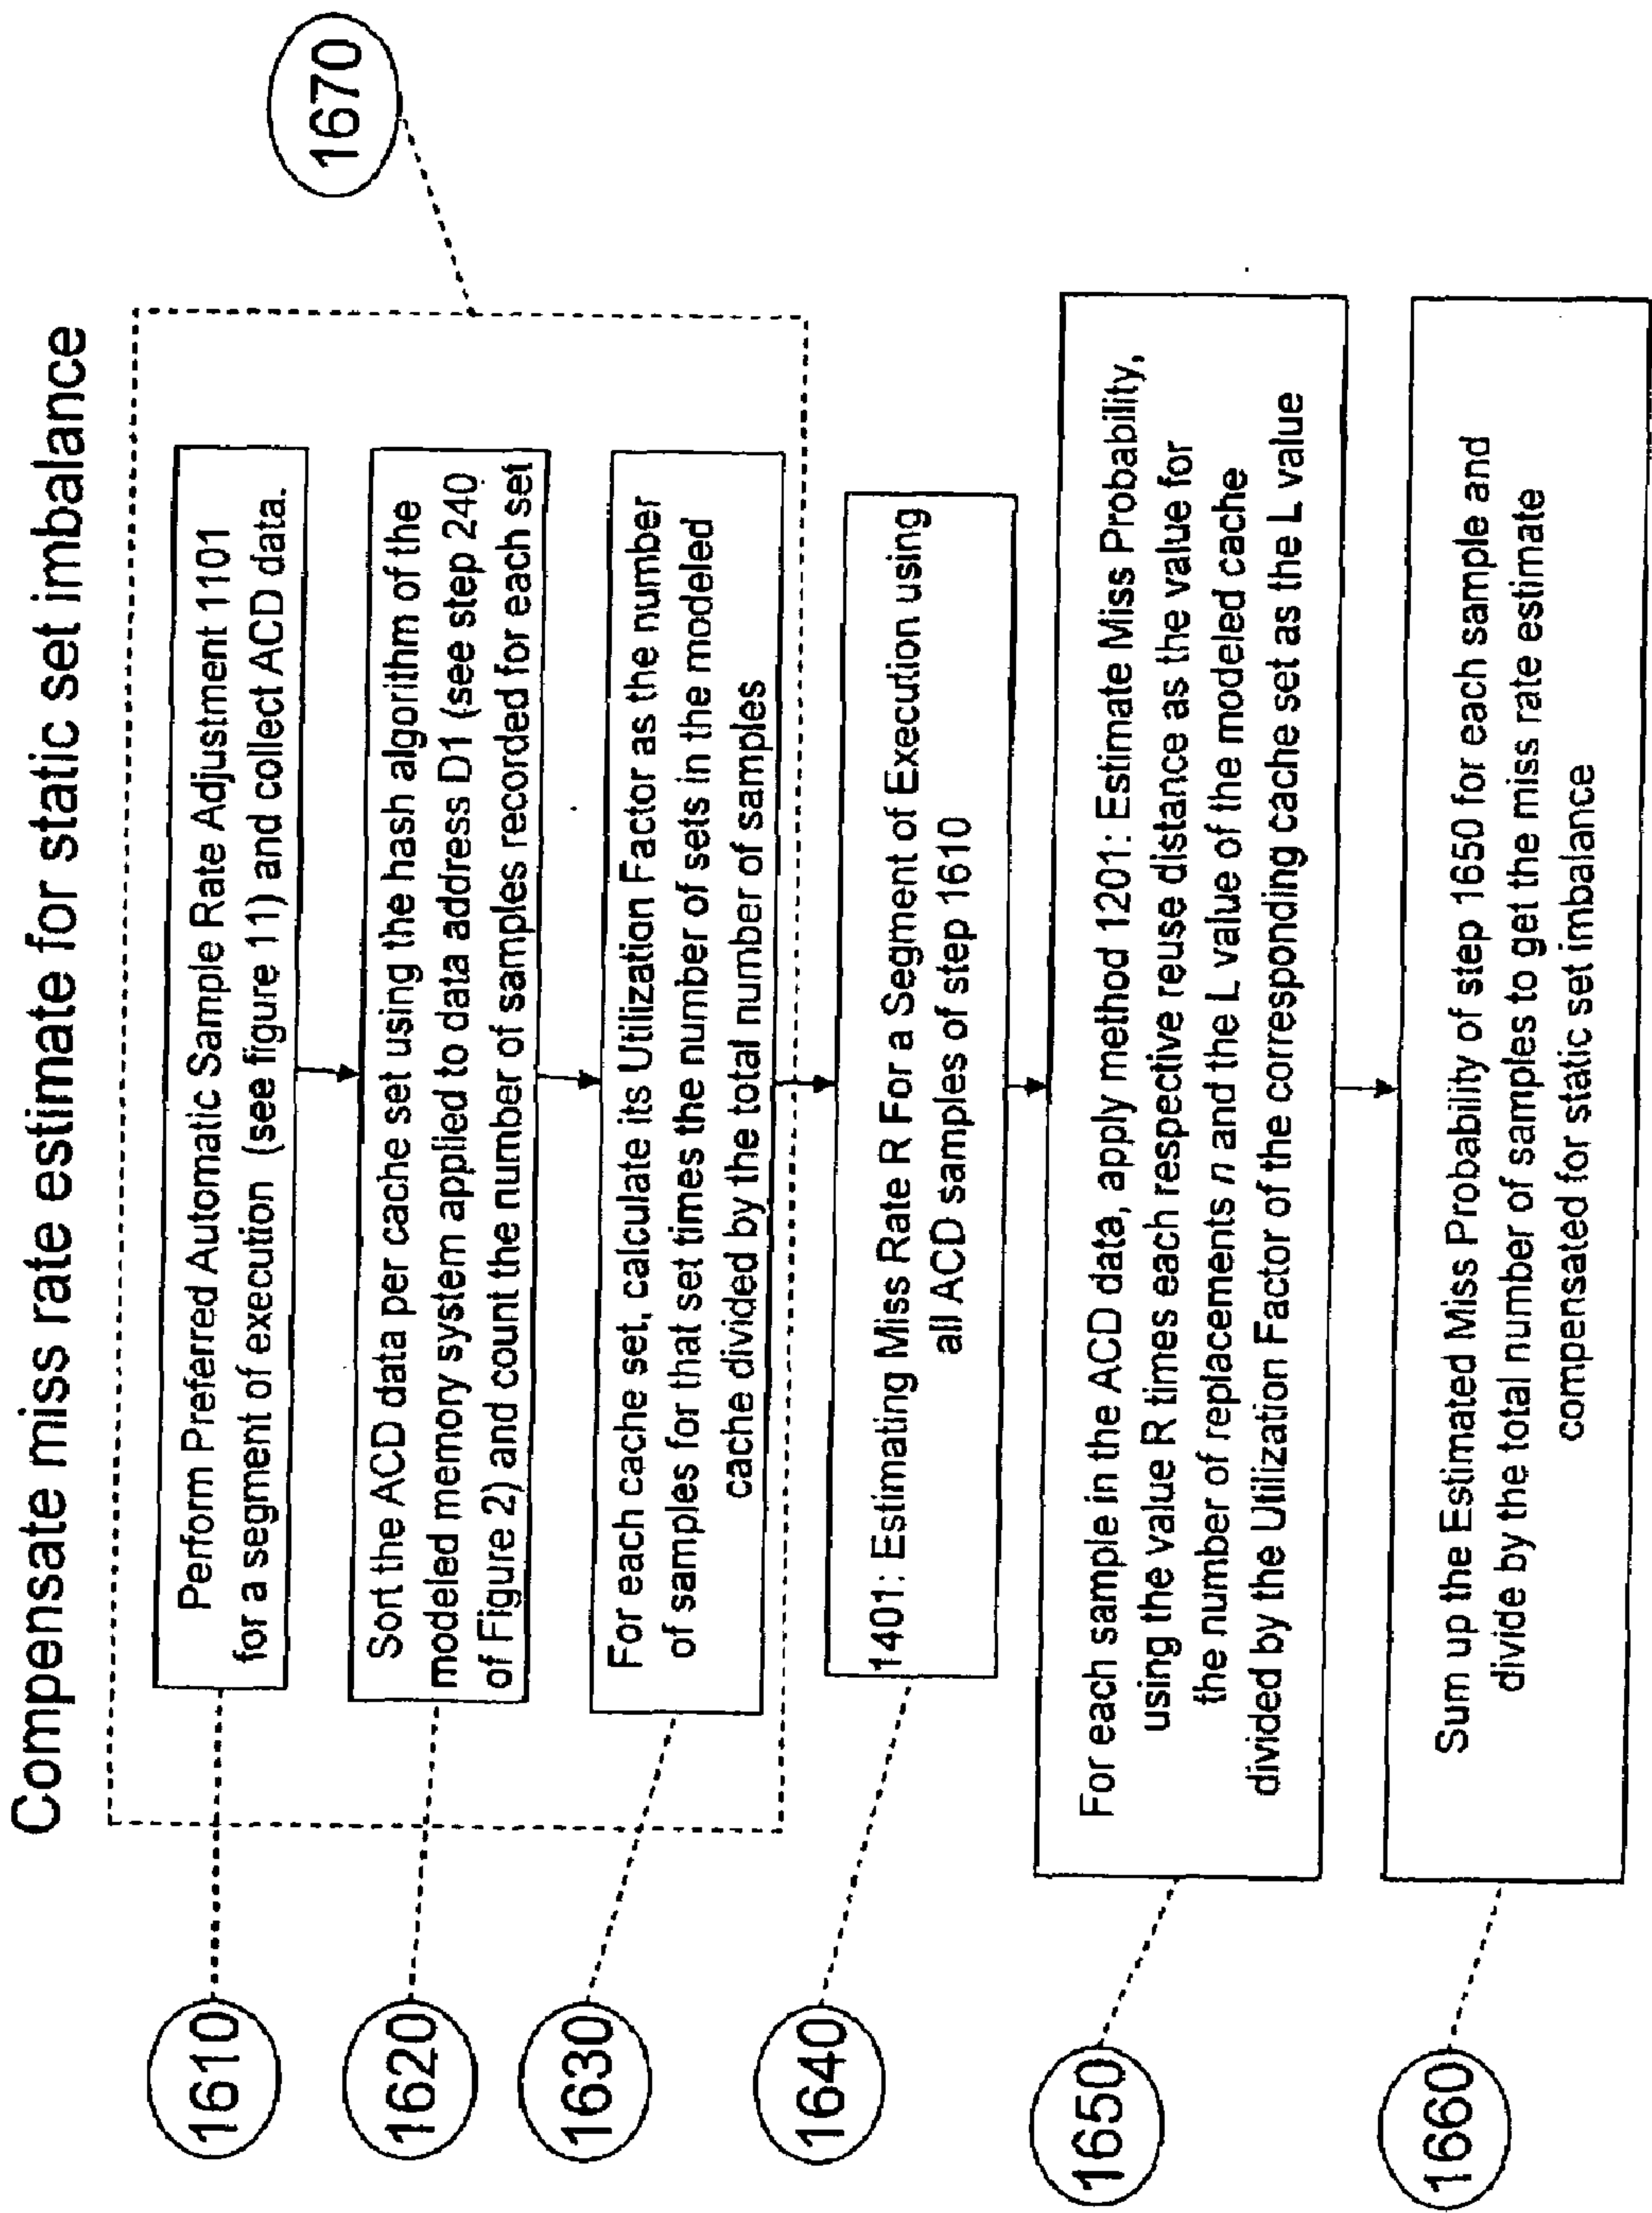 Compensate miss rate estimate for static set imbalance
1670
1610
Perform Preferred Automatic Sample Rate Adjustment 1101
for a segment of execution (see figure 11) and collect ACD data.
1620
Sort the ACD data per cache set using the hash algorithm of the
modeled memory system applied to data address D1 (see step 240
of Figure 2) and count the number of samples recorded for each set
1630
For each cache set, calculate its Utilization Factor as the number
of samples for that set times the number of sets in the modeled
cache divided by the total number of samples
1640
1401: Estimating Miss Rate R For a Segment of Execution using
all ACD samples of step 1610
1650
For each sample in the ACD data, apply method 1201: Estimate Miss Probability,
using the value R times each respective reuse distance as the value for
the number of replacements n and the L value of the modeled cache
divided by the Utilization Factor of the corresponding cache set as the L value
1660
Sum up the Estimated Miss Probability of step 1650 for each sample and
divide by the total number of samples to get the miss rate estimate
compensated for static set imbalance